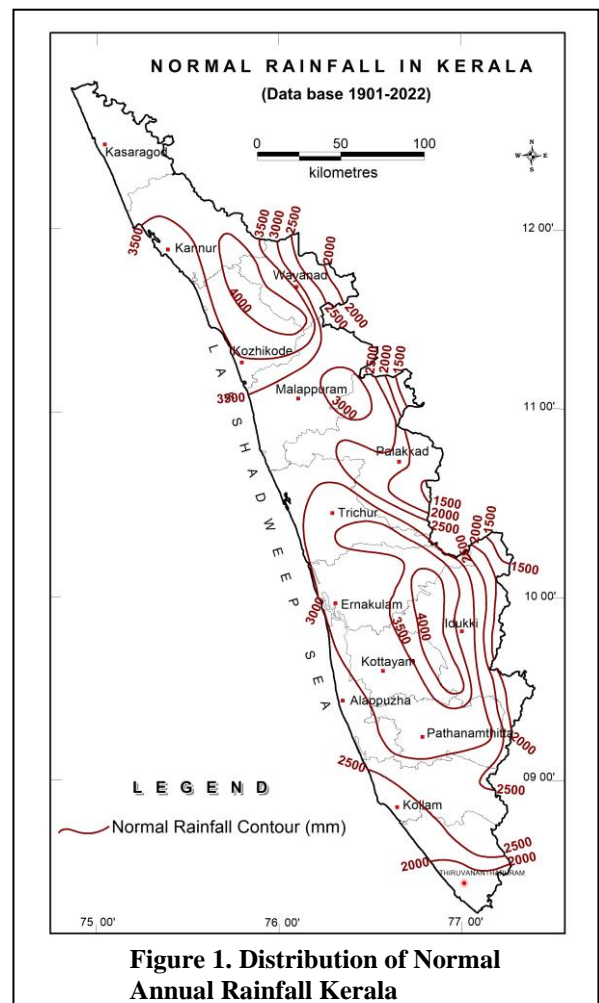 NORMAL RAINFALL IN KERALA
(Data base 1901-2022)
0 50 100
kilometres
N
W E
S
75 00'
76 00'
77 00'
12 00'
11 00'
10 00'
09 00'
Kasaragod
3500
Kannur
3500
3000
2500
2000
Wayanad
4000
2500
2000
2000
Kozhikode
3500
Malappuram
3000
2500
2000
1500
Palakkad
1500
2000
2500
Trichur
2500
2000
1500
1500
3000
Ernakulam
3500
4000
Idukki
Kottayam
Alappuzha
Pathanamthitta
2000
2500
2500
Kollam
2500
2000
2000
THIRUVANANTHAPURAM
LAKSHADWEEP SEA
LEGEND
Normal Rainfall Contour (mm)
Figure 1. Distribution of Normal
Annual Rainfall Kerala